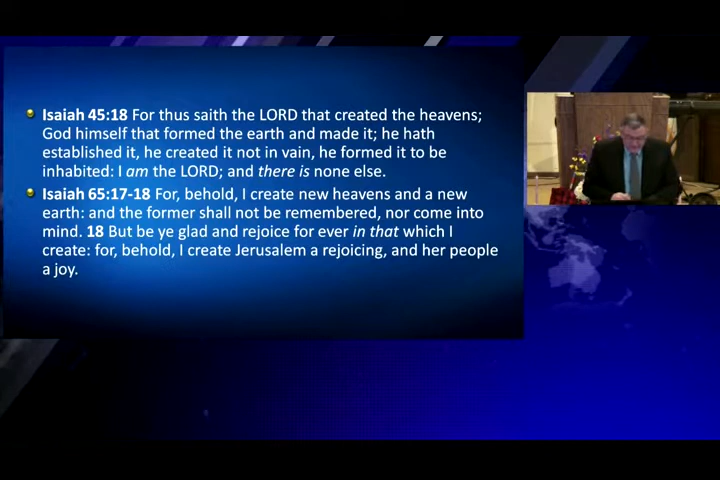 Isaiah 45:18 For thus saith the LORD that created the heavens;
God himself that formed the earth and made it; he hath
established it, he created it not in vain, he formed it to be
inhabited: I am the LORD; and there is none else.
Isaiah 65:17-18 For, behold, I create new heavens and a new
earth: and the former shall not be remembered, nor come into
mind. 18 But be ye glad and rejoice for ever in that which I
create: for, behold, I create Jerusalem a rejoicing, and her people
a joy.